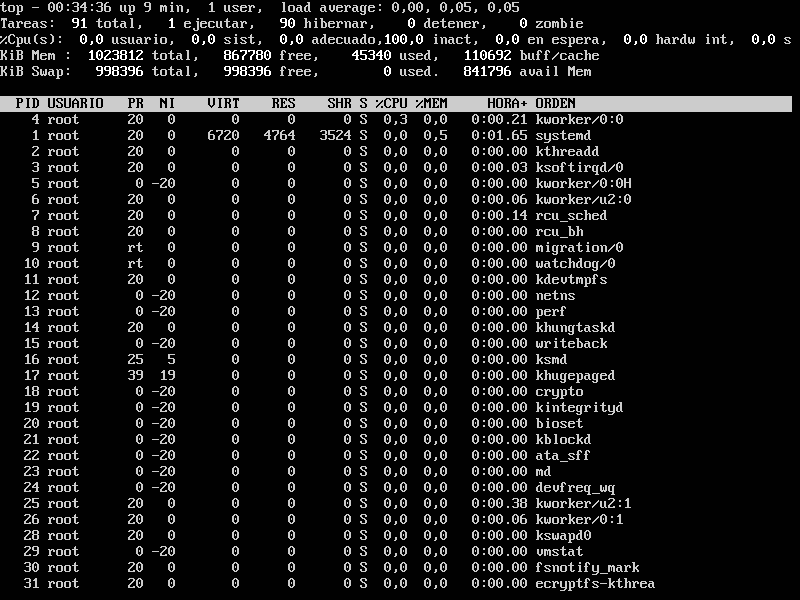 top - 00:34:36 up 9 min,  1 user,  load average: 0,00, 0,05, 0,05
Tareas:  91 total,   1 ejecutar,  90 hibernar,   0 detener,   0 zombie
%Cpu(s):  0,0 usuario,  0,0 sist,  0,0 adecuado,100,0 inact,  0,0 en espera,  0,0 hardw int,  0,0 s
KiB Mem :  1023812 total,   867780 free,    45340 used,   110692 buff/cache
KiB Swap:   998396 total,   998396 free,        0 used.   841796 avail Mem
PID USUARIO   PR  NI    VIRT    RES    SHR S %CPU %MEM     HORA+ ORDEN
4 root      20   0       0      0      0 S  0,3  0,0   0:00.21 kworker/0:0
1 root      20   0    6720   4764   3524 S  0,0  0,5   0:01.65 systemd
2 root      20   0       0      0      0 S  0,0  0,0   0:00.00 kthreadd
3 root      20   0       0      0      0 S  0,0  0,0   0:00.03 ksoftirqd/0
5 root       0 -20       0      0      0 S  0,0  0,0   0:00.00 kworker/0:0H
6 root      20   0       0      0      0 S  0,0  0,0   0:00.06 kworker/u2:0
7 root      20   0       0      0      0 S  0,0  0,0   0:00.14 rcu_sched
8 root      20   0       0      0      0 S  0,0  0,0   0:00.00 rcu_bh
9 root      rt   0       0      0      0 S  0,0  0,0   0:00.00 migration/0
10 root      rt   0       0      0      0 S  0,0  0,0   0:00.00 watchdog/0
11 root      20   0       0      0      0 S  0,0  0,0   0:00.00 kdevtmpfs
12 root       0 -20       0      0      0 S  0,0  0,0   0:00.00 netns
13 root       0 -20       0      0      0 S  0,0  0,0   0:00.00 perf
14 root      20   0       0      0      0 S  0,0  0,0   0:00.00 khungtaskd
15 root       0 -20       0      0      0 S  0,0  0,0   0:00.00 writeback
16 root      25   5       0      0      0 S  0,0  0,0   0:00.00 ksmd
17 root      39  19       0      0      0 S  0,0  0,0   0:00.00 khugepaged
18 root       0 -20       0      0      0 S  0,0  0,0   0:00.00 crypto
19 root       0 -20       0      0      0 S  0,0  0,0   0:00.00 kintegrityd
20 root       0 -20       0      0      0 S  0,0  0,0   0:00.00 bioset
21 root       0 -20       0      0      0 S  0,0  0,0   0:00.00 kblockd
22 root       0 -20       0      0      0 S  0,0  0,0   0:00.00 ata_sff
23 root       0 -20       0      0      0 S  0,0  0,0   0:00.00 md
24 root       0 -20       0      0      0 S  0,0  0,0   0:00.00 devfreq_wq
25 root      20   0       0      0      0 S  0,0  0,0   0:00.38 kworker/u2:1
26 root      20   0       0      0      0 S  0,0  0,0   0:00.06 kworker/0:1
28 root      20   0       0      0      0 S  0,0  0,0   0:00.00 kswapd0
29 root       0 -20       0      0      0 S  0,0  0,0   0:00.00 vmstat
30 root      20   0       0      0      0 S  0,0  0,0   0:00.00 fsnotify_mark
31 root      20   0       0      0      0 S  0,0  0,0   0:00.00 ecryptfs-kthrea